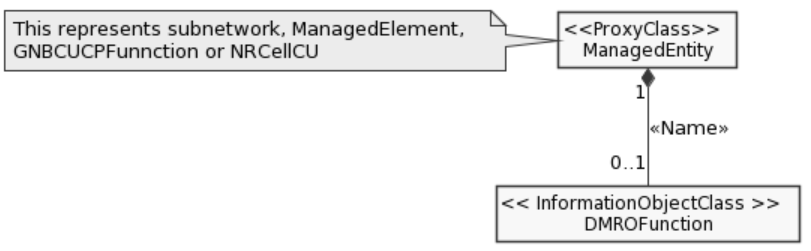 This represents subnetwork, ManagedElement,
GNBCUCPFunnction or NRCellCU
<<ProxyClass>>
ManagedEntity
1
«Name»
0..1
<< InformationObjectClass >>
DMROFunction